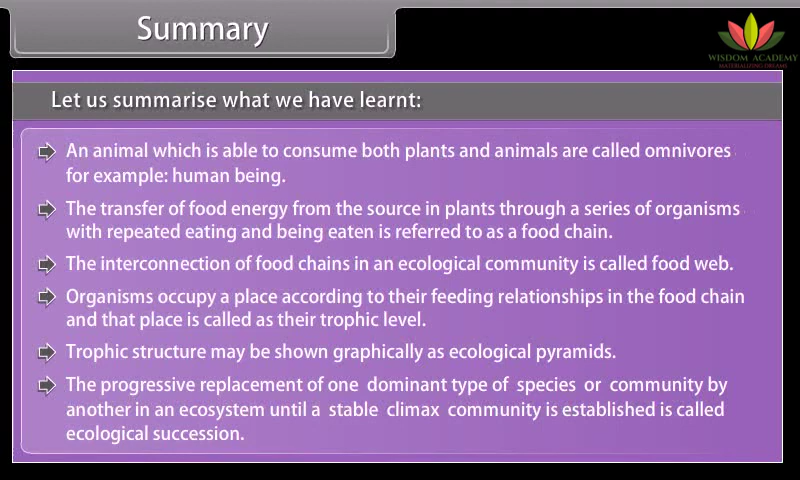 Summary
WISDOM ACADEMY
MATERIALIZING DREAMS
Let us summarise what we have learnt:
An animal which is able to consume both plants and animals are called omnivores
for example: human being.
The transfer of food energy from the source in plants through a series of organisms
with repeated eating and being eaten is referred to as a food chain.
The interconnection of food chains in an ecological community is called food web.
Organisms occupy a place according to their feeding relationships in the food chain
and that place is called as their trophic level.
Trophic structure may be shown graphically as ecological pyramids.
The progressive replacement of one dominant type of species or community by
another in an ecosystem until a stable climax community is established is called
ecological succession.